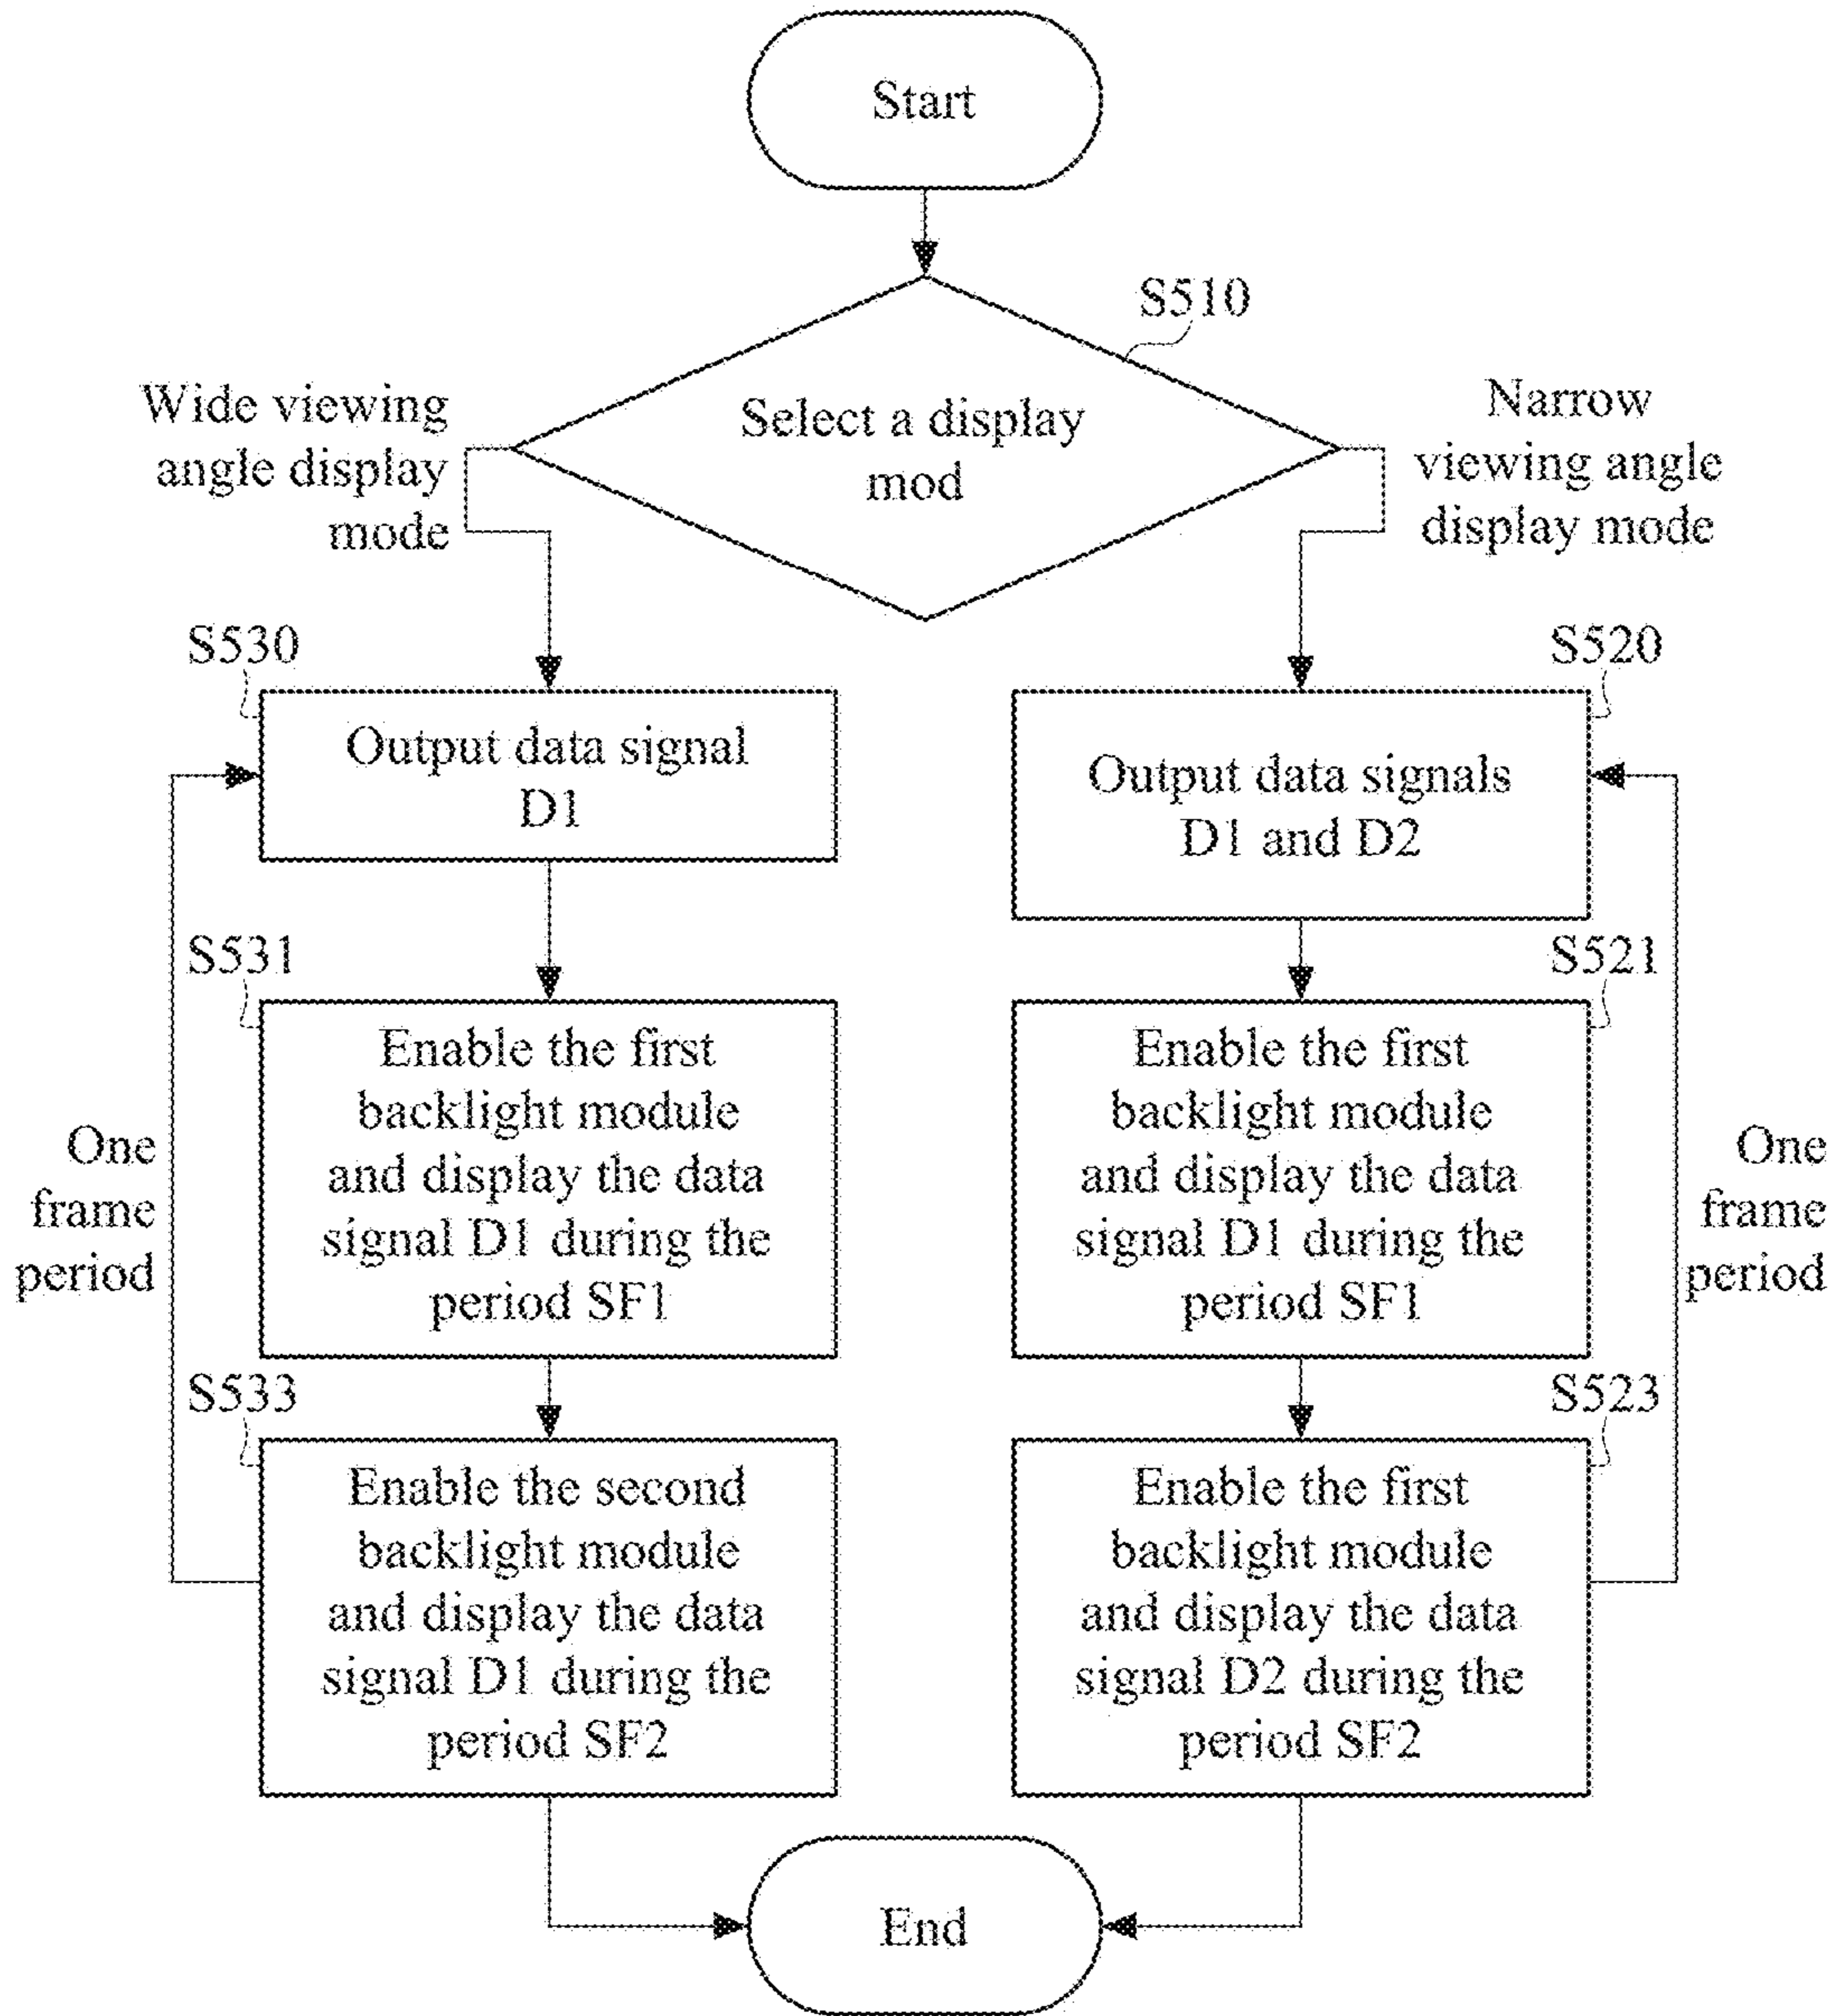 Start
S510
Select a display
mod
Wide viewing
angle display
mode
Narrow
viewing angle
display mode
S530
Output data signal
D1
S520
Output data signals
D1 and D2
S531
Enable the first
backlight module
and display the data
signal D1 during the
period SF1
S521
Enable the first
backlight module
and display the data
signal D1 during the
period SF1
One
frame
period
One
frame
period
S533
Enable the second
backlight module
and display the data
signal D1 during the
period SF2
S523
Enable the first
backlight module
and display the data
signal D2 during the
period SF2
End